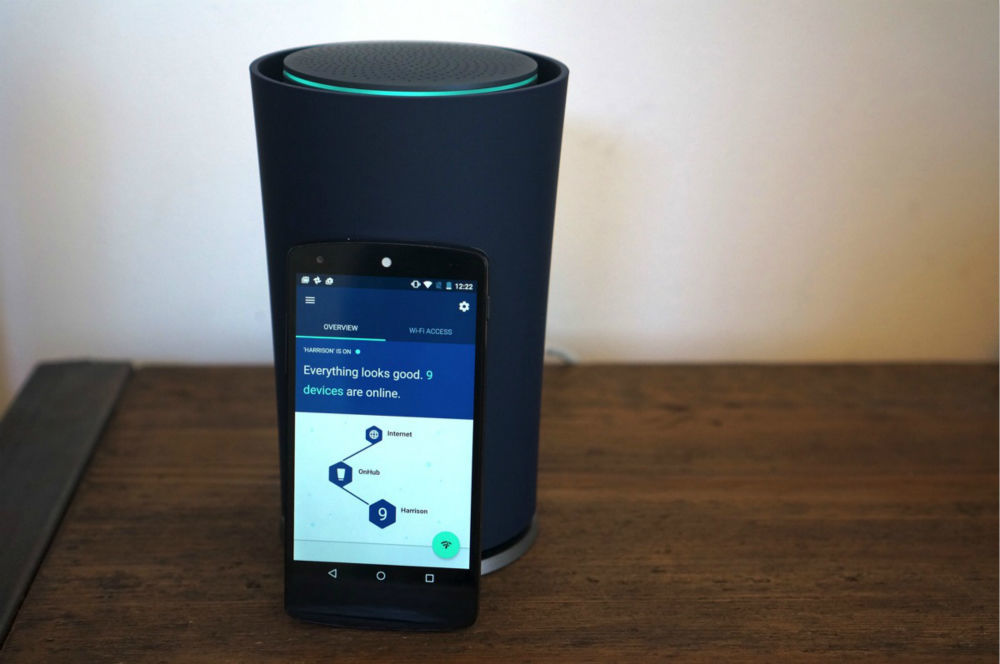 12:22
OVERVIEW
Wi-Fi ACCESS
'HARRISON' IS ON
Everything looks good. 9
devices are online.
Internet
OnHub
9
Harrison